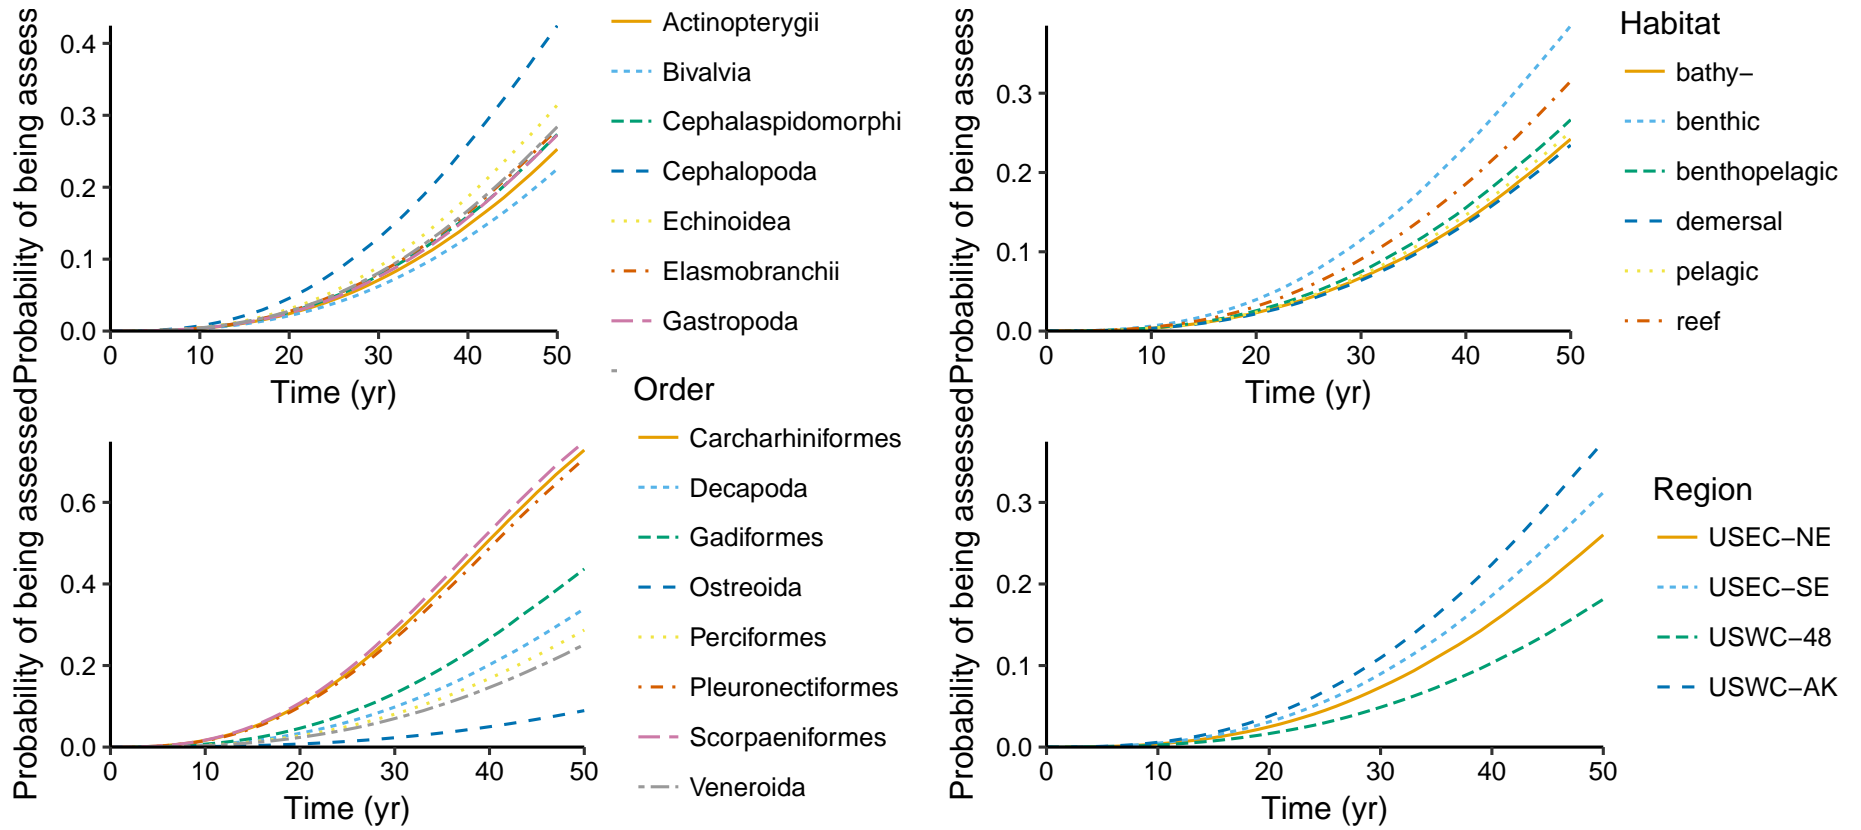 Probability of being assessed
0.4
0.3
0.2
0.1
0.0
0
10
20
30
40
50
Time (yr)
Actinopterygii
Bivalvia
Cephalaspidomorphi
Cephalopoda
Echinoidea
Elasmobranchii
Gastropoda
Probability of being assessed
0.3
0.2
0.1
0.0
0
10
20
30
40
50
Time (yr)
Habitat
bathy−
benthic
benthopelagic
demersal
pelagic
reef
Probability of being assess
0.6
0.4
0.2
0.0
0
10
20
30
40
50
Time (yr)
Order
Carcharhiniformes
Decapoda
Gadiformes
Ostreoida
Perciformes
Pleuronectiformes
Scorpaeniformes
Veneroida
Probability of being assess
0.3
0.2
0.1
0.0
0
10
20
30
40
50
Time (yr)
Region
USEC−NE
USEC−SE
USWC−48
USWC−AK